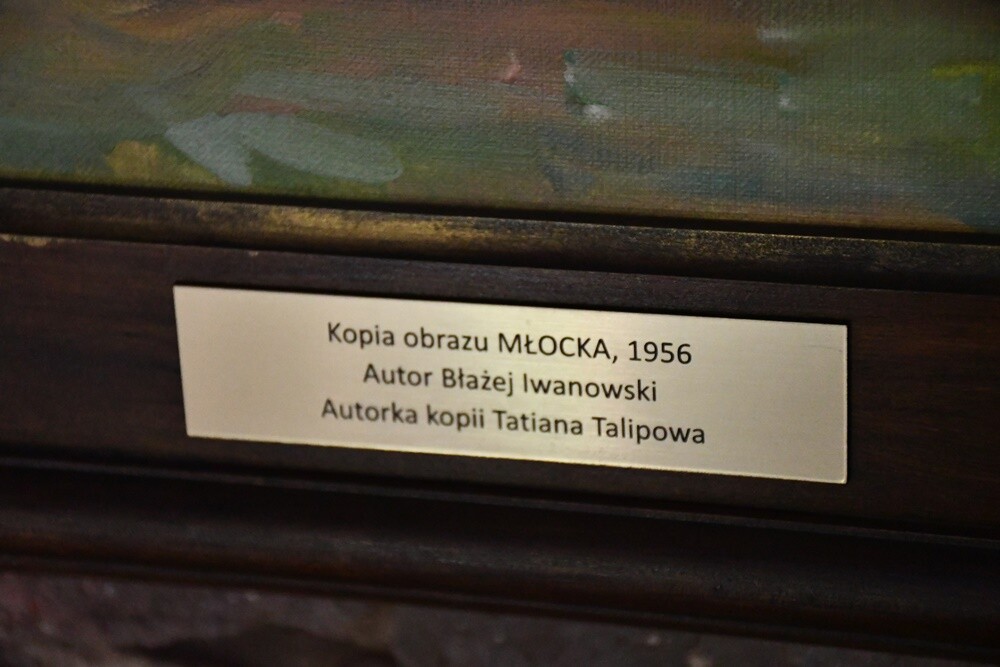 Kopia obrazu MŁOCKA, 1956
Autor Błażej Iwanowski
Autorka kopii Tatiana Talipowa